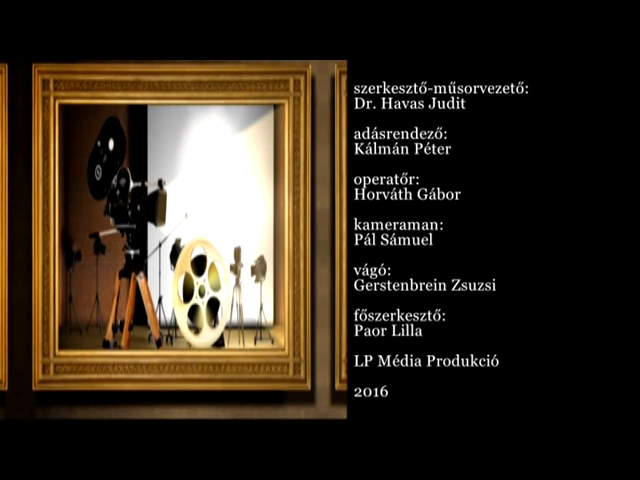 szerkesztő-műsorvezető:
Dr. Havas Judit
adásrendező:
Kálmán Péter
operatőr:
Horváth Gábor
kameraman:
Pál Sámuel
vágó:
Gerstenbrein Zsuzsi
főszerkesztő:
Paor Lilla
LP Média Produkció
2016